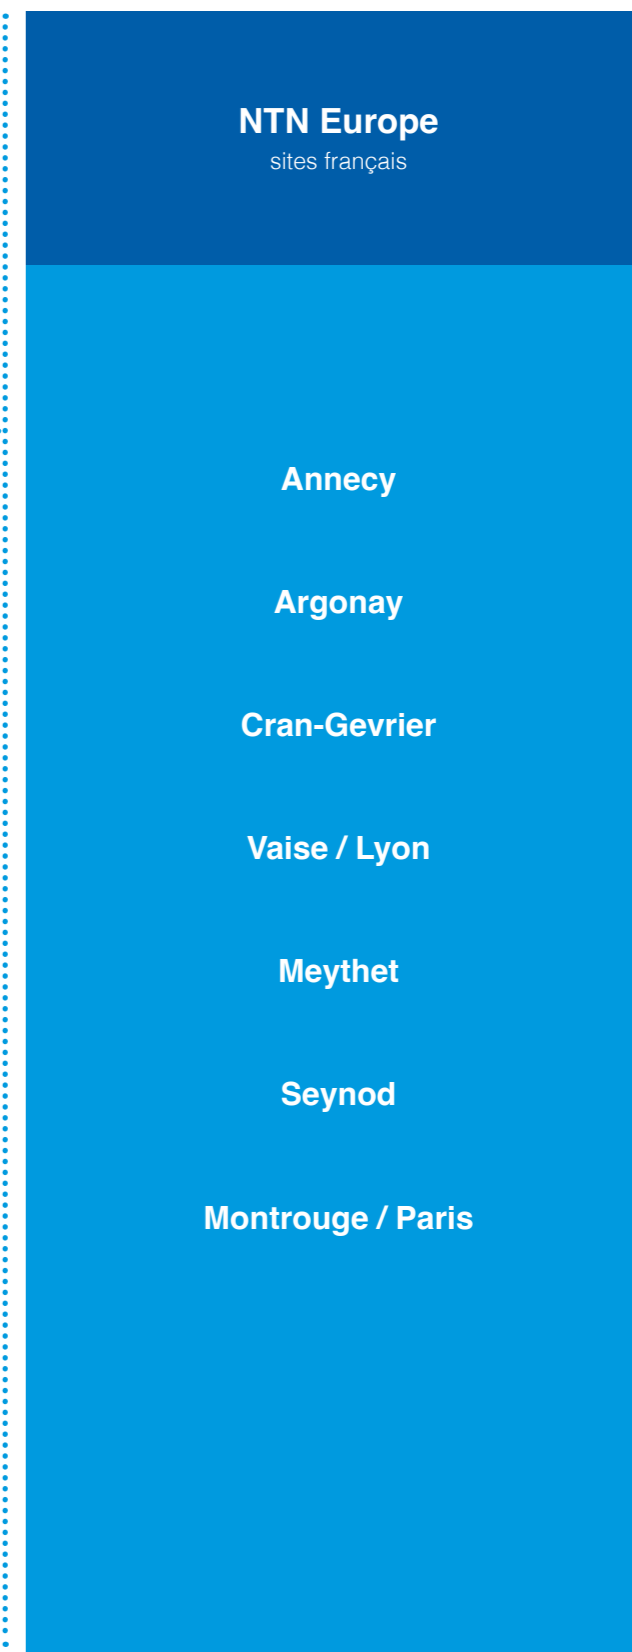 NTN Europe
sites français
Annecy
Argonay
Cran-Gevrier
Vaise / Lyon
Meythet
Seynod
Montrouge / Paris